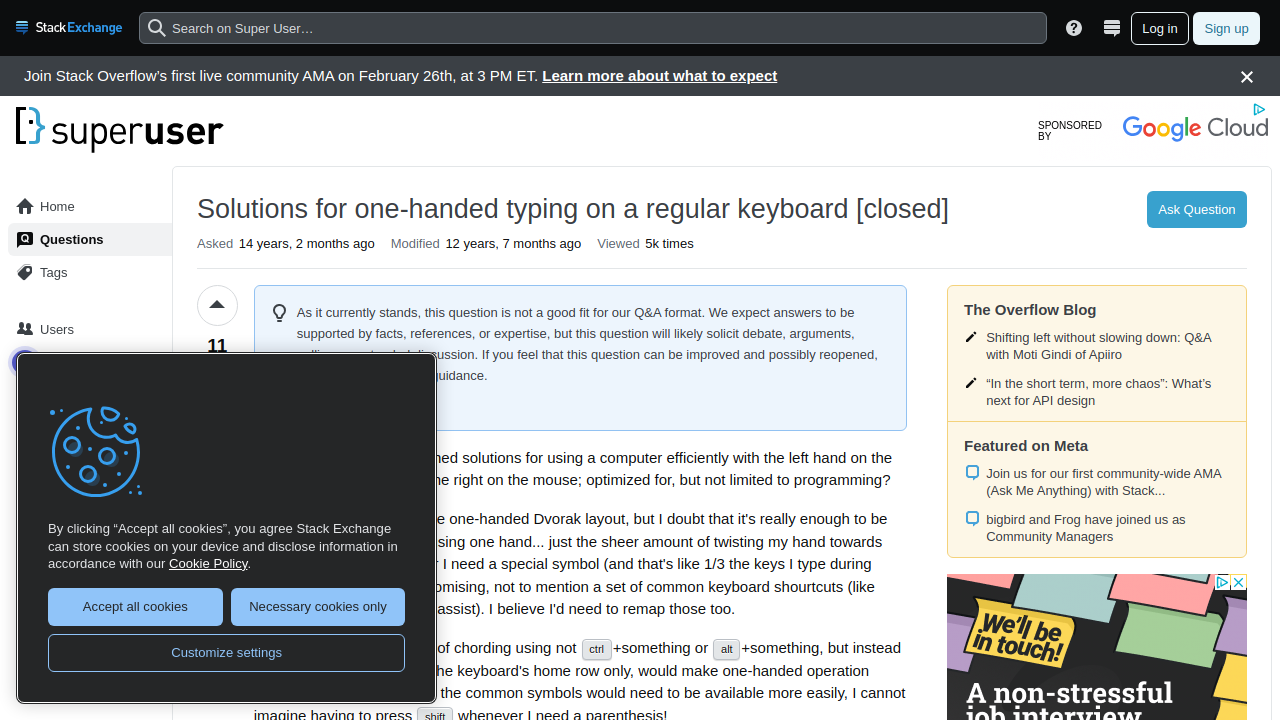 StackExchange
Search on Super User…
Log in
Sign up
Join Stack Overflow’s first live community AMA on February 26th, at 3 PM ET. Learn more about what to expect
superuser
SPONSORED BY
Google Cloud
Home
Questions
Tags
Users
Solutions for one-handed typing on a regular keyboard [closed]
Ask Question
Asked 14 years, 2 months ago Modified 12 years, 7 months ago Viewed 5k times
11
As it currently stands, this question is not a good fit for our Q&A format. We expect answers to be
supported by facts, references, or expertise, but this question will likely solicit debate, arguments,
discussion. If you feel that this question can be improved and possibly reopened,
guidance.
solutions for using a computer efficiently with the left hand on the
the right on the mouse; optimized for, but not limited to programming?
one-handed Dvorak layout, but I doubt that it's really enough to be
using one hand... just the sheer amount of twisting my hand towards
I need a special symbol (and that's like 1/3 the keys I type during
not to mention a set of common keyboard shourtcuts (like
assist). I believe I'd need to remap those too.
of chording using not ctrl +something or alt +something, but instead
the keyboard's home row only, would make one-handed operation
the common symbols would need to be available more easily, I cannot
imagine having to press shift whenever I need a parenthesis!
By clicking “Accept all cookies”, you agree Stack Exchange
can store cookies on your device and disclose information in
accordance with our Cookie Policy.
Accept all cookies
Necessary cookies only
Customize settings
The Overflow Blog
Shifting left without slowing down: Q&A
with Moti Gindi of Apiiro
“In the short term, more chaos”: What’s
next for API design
Featured on Meta
Join us for our first community-wide AMA
(Ask Me Anything) with Stack...
bigbird and Frog have joined us as
Community Managers
We'll be
in touch!
A non-stressful
job interview